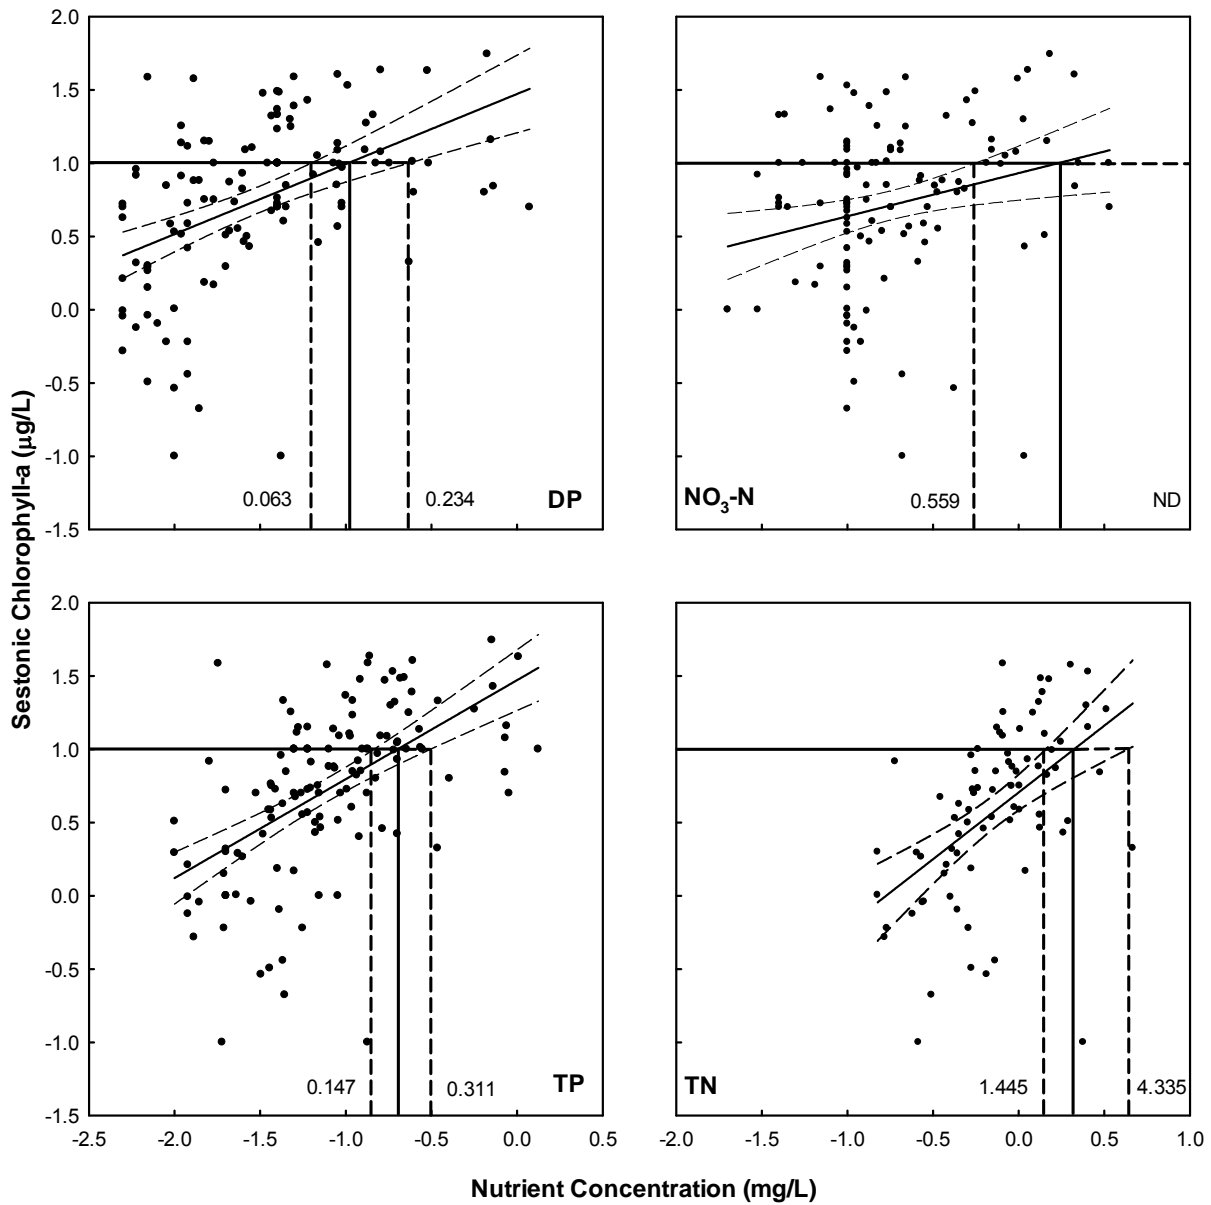 2.0
1.5
1.0
0.5
0.0
-0.5
-1.0
-1.5
0.063
0.234
DP
NO3-N
0.559
ND
Sestonic Chlorophyll-a (μg/L)
2.0
1.5
1.0
0.5
0.0
-0.5
-1.0
-1.5
0.147
0.311
TP
TN
1.445
4.335
-2.5 -2.0 -1.5 -1.0 -0.5 0.0 0.5
-2.0 -1.5 -1.0 -0.5 0.0 0.5 1.0
Nutrient Concentration (mg/L)